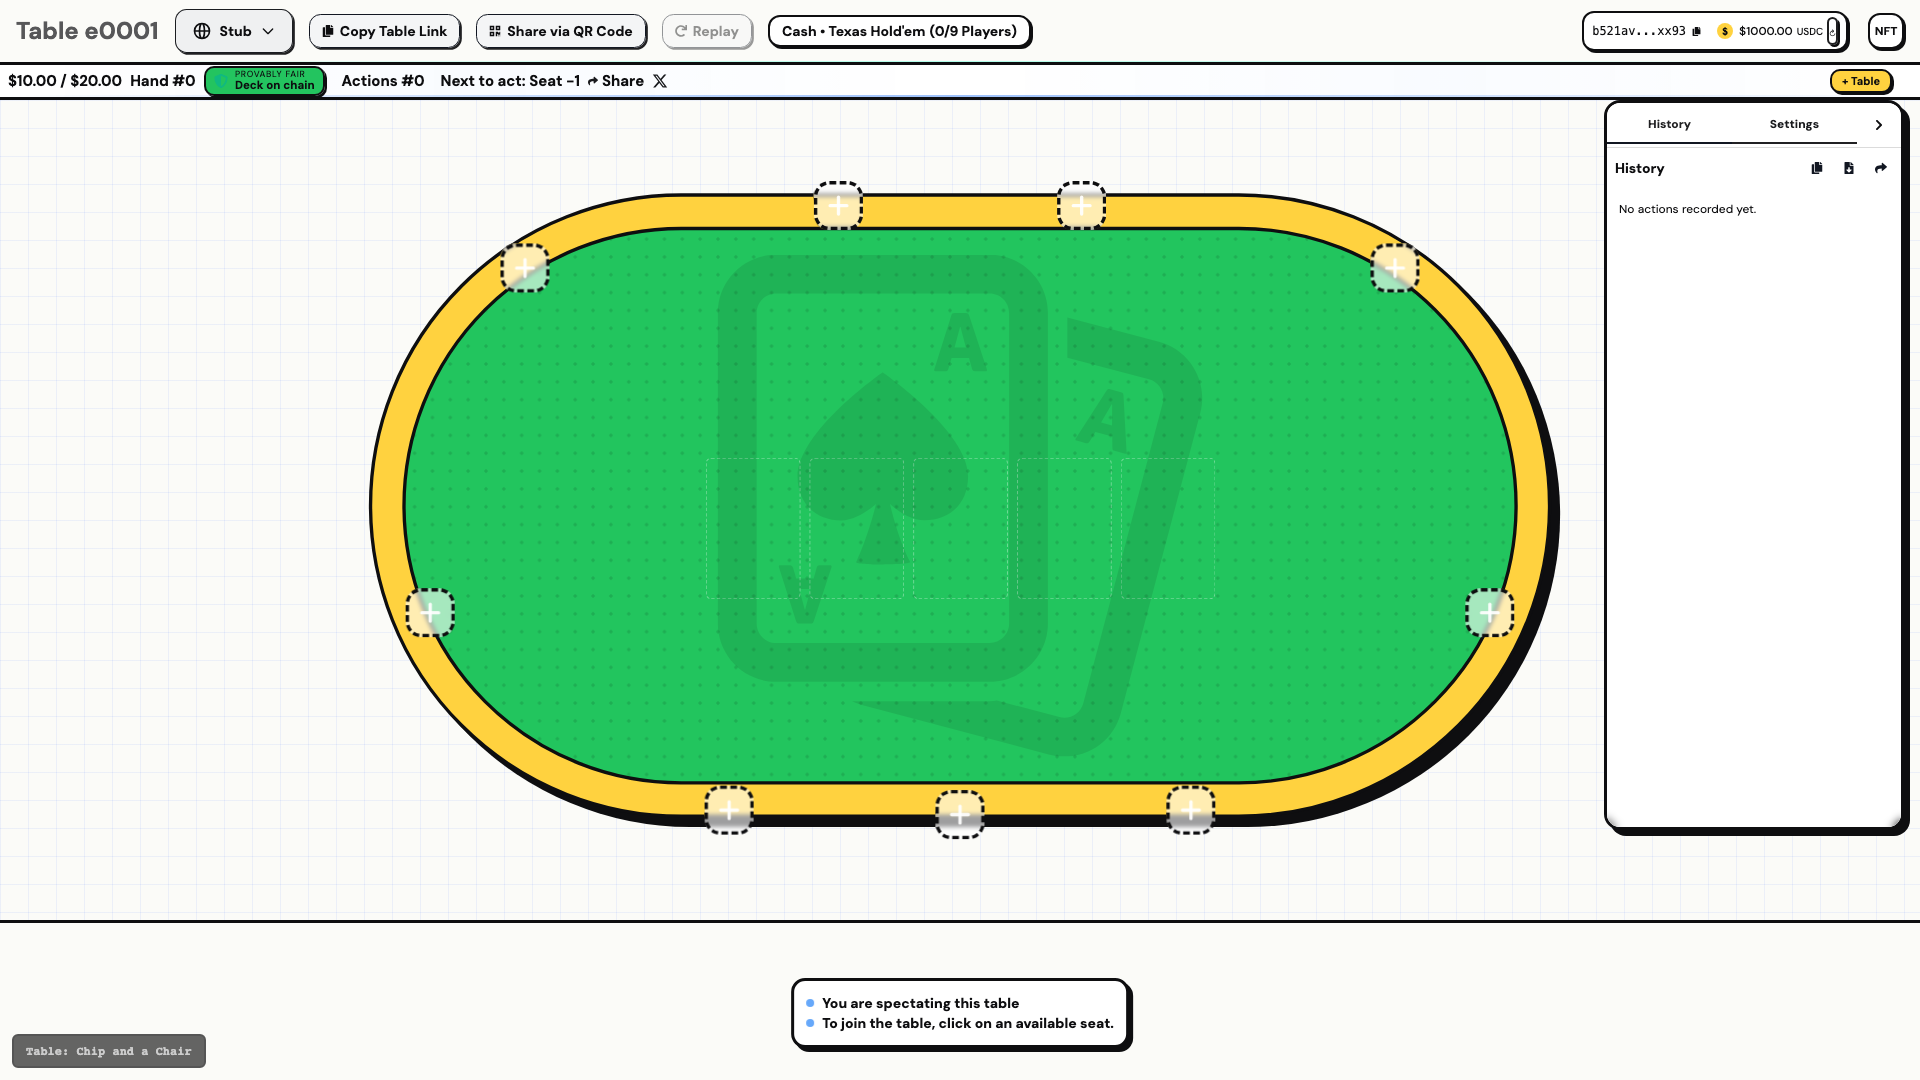 Table e0001
Stub
Copy Table Link
Share via QR Code
Replay
Cash • Texas Hold'em (0/9 Players)
b521av...xx93
$ $1000.00 USDC
NFT
$10.00 / $20.00 Hand #0
PROVABLY FAIR
Deck on chain
Actions #0
Next to act: Seat -1
Share
+ Table
History
Settings
History
No actions recorded yet.
A
A
A
You are spectating this table
To join the table, click on an available seat.
Table: Chip and a Chair